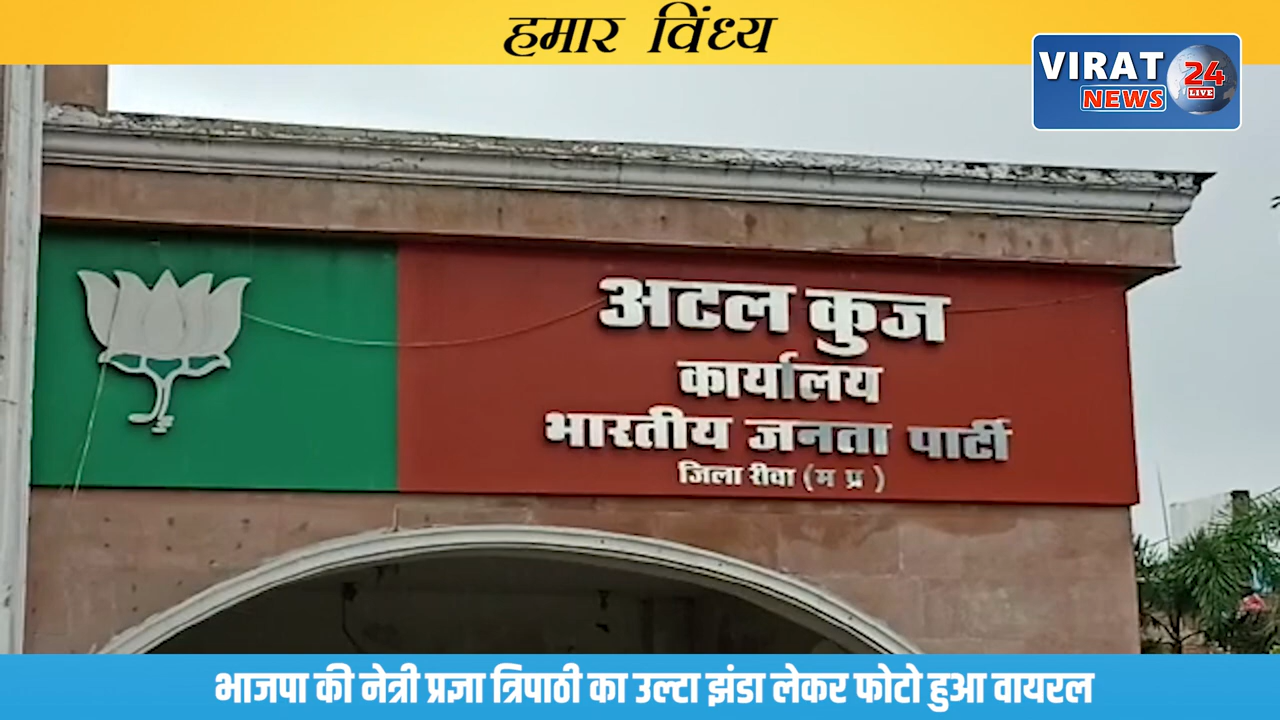 हमार विंध्य
VIRAT
24
NEWS
LIVE
अटल कुज
कार्यालय
भारतीय जनता पार्टी
जिला रीवा (म प्र )
भाजपा की नेत्री प्रज्ञा त्रिपाठी का उल्टा झंडा लेकर फोटो हुआ वायरल